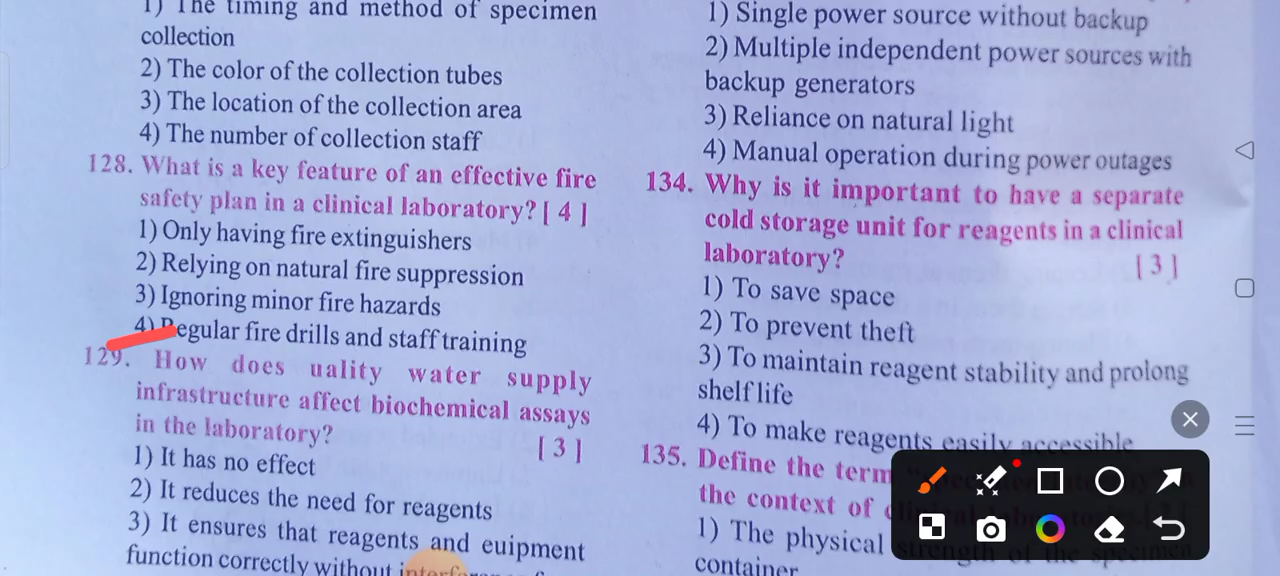 1) The timing and method of specimen
collection
2) The color of the collection tubes
3) The location of the collection area
4) The number of collection staff
128. What is a key feature of an effective fire
safety plan in a clinical laboratory? [ 4 ]
1) Only having fire extinguishers
2) Relying on natural fire suppression
3) Ignoring minor fire hazards
4) Regular fire drills and staff training
129. How does uality water supply
infrastructure affect biochemical assays
in the laboratory? [ 3 ]
1) It has no effect
2) It reduces the need for reagents
3) It ensures that reagents and euipment
function correctly without
1) Single power source without backup
2) Multiple independent power sources with
backup generators
3) Reliance on natural light
4) Manual operation during power outages
134. Why is it important to have a separate
cold storage unit for reagents in a clinical
laboratory? [ 3 ]
1) To save space
2) To prevent theft
3) To maintain reagent stability and prolong
shelf life
4) To make reagents easily accessible
135. Define the term
the context of
1) The physical strength of the specimen
container